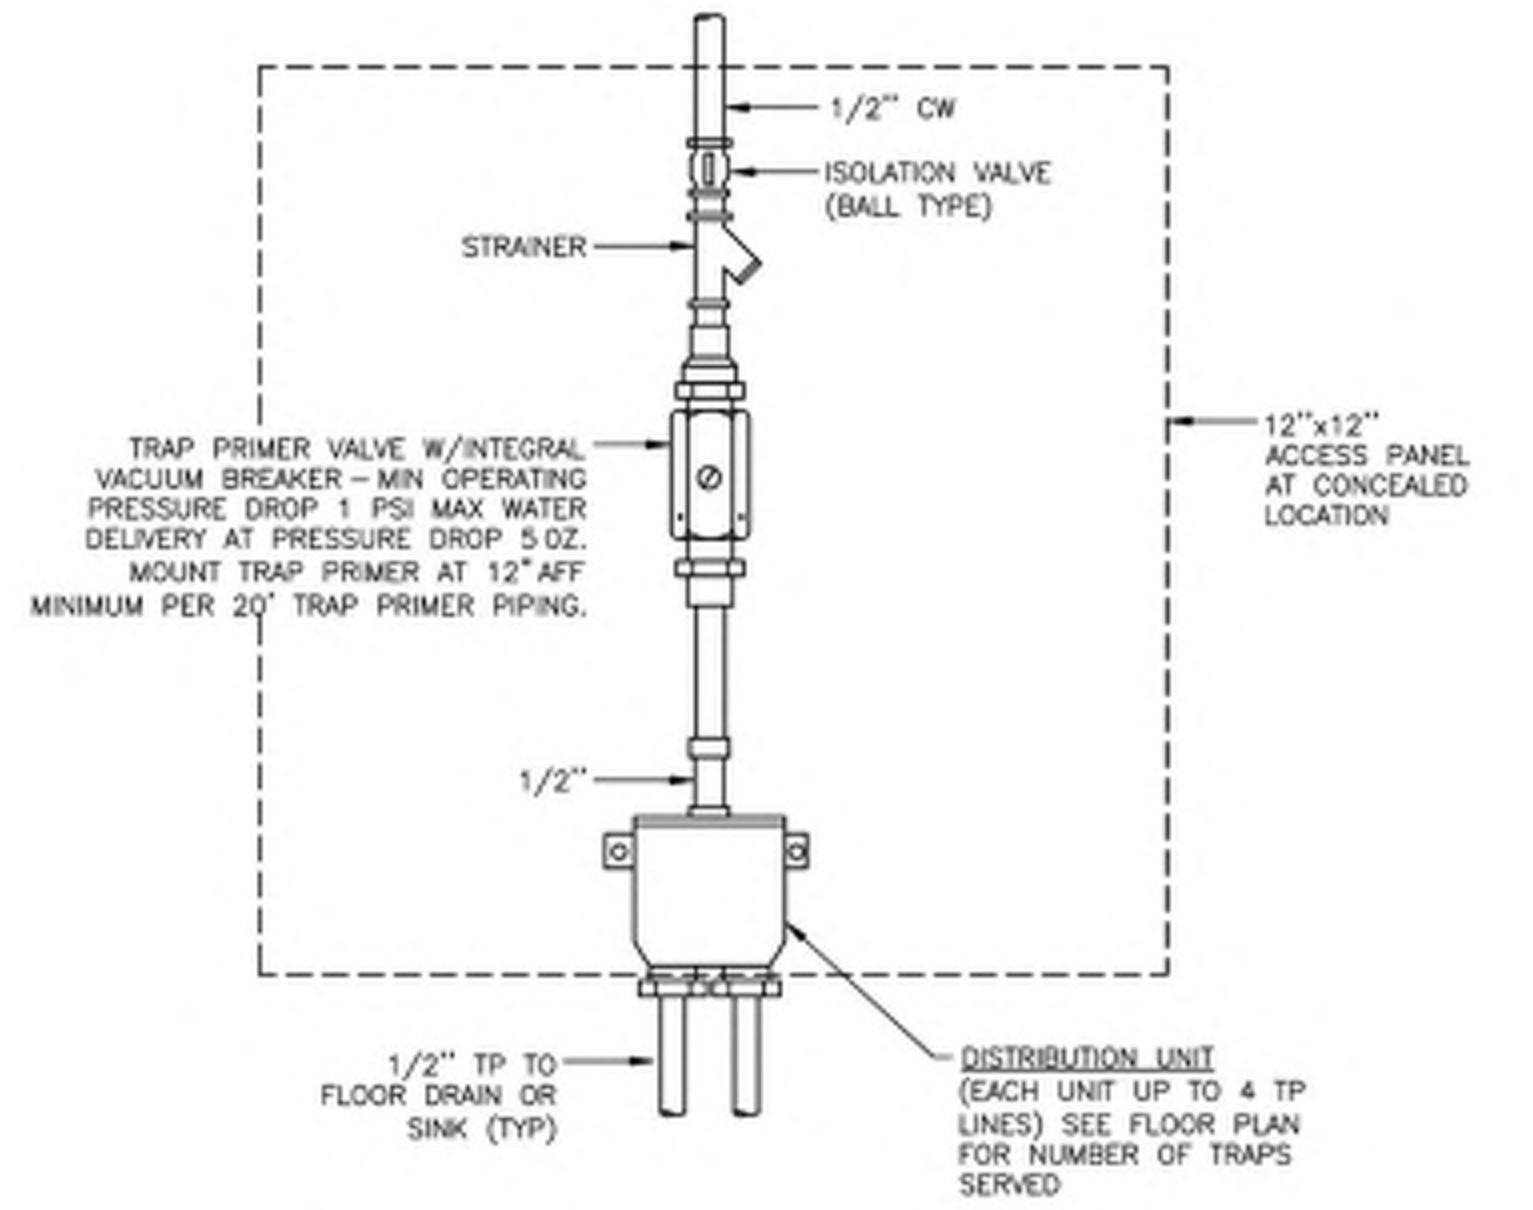 1/2" CW
ISOLATION VALVE
(BALL TYPE)
STRAINER
TRAP PRIMER VALVE W/INTEGRAL
VACUUM BREAKER – MIN OPERATING
PRESSURE DROP 1 PSI MAX WATER
DELIVERY AT PRESSURE DROP 5 OZ.
MOUNT TRAP PRIMER AT 12" AFF
MINIMUM PER 20' TRAP PRIMER PIPING.
12"x12"
ACCESS PANEL
AT CONCEALED
LOCATION
1/2"
1/2" TP TO
FLOOR DRAIN OR
SINK (TYP)
DISTRIBUTION UNIT
(EACH UNIT UP TO 4 TP
LINES) SEE FLOOR PLAN
FOR NUMBER OF TRAPS
SERVED